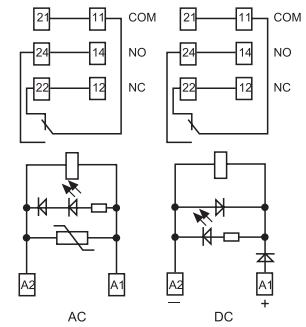 21 11 COM 21 11 COM
24 14 NO 24 14 NO
22 12 NC 22 12 NC
A2 A1 A2 A1
— +
AC DC